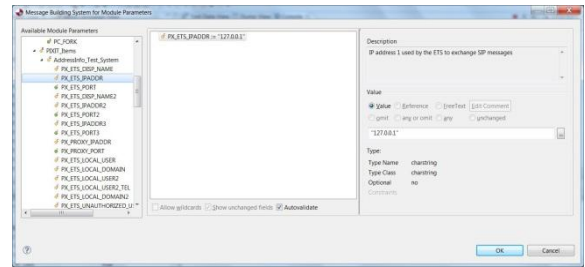 Message Building System for Module Parameters
Available Module Parameters
PC_FORK
PIXIT_Items
AddressInfo_Test_System
PX_ETS_DISP_NAME
PX_ETS_IPADDR
PX_ETS_PORT
PX_ETS_DISP_NAME2
PX_ETS_IPADDR2
PX_ETS_PORT2
PX_ETS_IPADDR3
PX_ETS_PORT3
PX_PROXY_IPADDR
PX_PROXY_PORT
PX_ETS_LOCAL_USER
PX_ETS_LOCAL_DOMAIN
PX_ETS_LOCAL_USER2
PX_ETS_LOCAL_USER2_TEL
PX_ETS_LOCAL_DOMAIN2
PX_ETS_UNAUTHORIZED_U
PX_ETS_IPADDR := "127.0.0.1"
Allow wildcards Show unchanged fields Autovalidate
Description
IP address 1 used by the ETS to exchange SIP messages
Value
Value Reference FreeText Edit Comment
omit any or omit any unchanged
"127.0.0.1"
Type:
Type Name charstring
Type Class charstring
Optional no
Constraints
OK Cancel